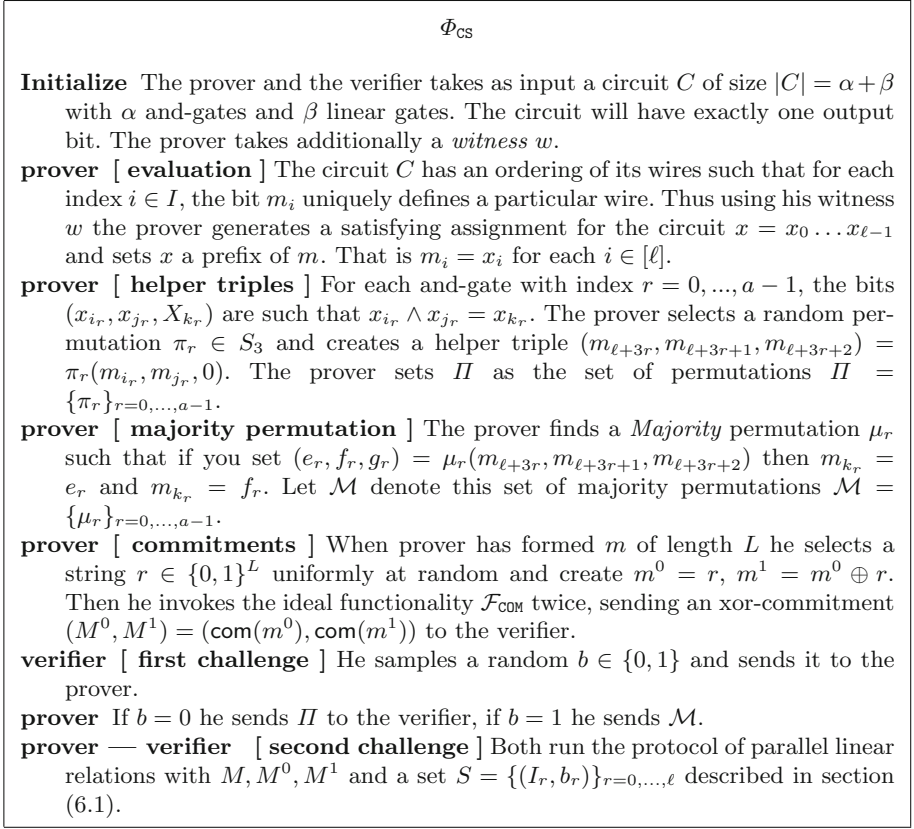 Φ_CS
Initialize The prover and the verifier takes as input a circuit C of size |C| = α+β
with α and-gates and β linear gates. The circuit will have exactly one output
bit. The prover takes additionally a witness w.
prover [ evaluation ] The circuit C has an ordering of its wires such that for each
index i ∈ I, the bit m_i uniquely defines a particular wire. Thus using his witness
w the prover generates a satisfying assignment for the circuit x = x_0 … x_{ℓ−1}
and sets x a prefix of m. That is m_i = x_i for each i ∈ [ℓ].
prover [ helper triples ] For each and-gate with index r = 0, ..., a − 1, the bits
(x_{i_r}, x_{j_r}, X_{k_r}) are such that x_{i_r} ∧ x_{j_r} = x_{k_r}. The prover selects a random per-
mutation π_r ∈ S_3 and creates a helper triple (m_{ℓ+3r}, m_{ℓ+3r+1}, m_{ℓ+3r+2}) =
π_r(m_{i_r}, m_{j_r}, 0). The prover sets Π as the set of permutations Π =
{π_r}_{r=0,...,a−1}.
prover [ majority permutation ] The prover finds a Majority permutation μ_r
such that if you set (e_r, f_r, g_r) = μ_r(m_{ℓ+3r}, m_{ℓ+3r+1}, m_{ℓ+3r+2}) then m_{k_r} =
e_r and m_{k_r} = f_r. Let M denote this set of majority permutations M =
{μ_r}_{r=0,...,a−1}.
prover [ commitments ] When prover has formed m of length L he selects a
string r ∈ {0, 1}^L uniformly at random and create m^0 = r, m^1 = m^0 ⊕ r.
Then he invokes the ideal functionality F_COM twice, sending an xor-commitment
(M^0, M^1) = (com(m^0), com(m^1)) to the verifier.
verifier [ first challenge ] He samples a random b ∈ {0, 1} and sends it to the
prover.
prover If b = 0 he sends Π to the verifier, if b = 1 he sends M.
prover — verifier [ second challenge ] Both run the protocol of parallel linear
relations with M, M^0, M^1 and a set S = {(I_r, b_r)}_{r=0,...,ℓ} described in section
(6.1).